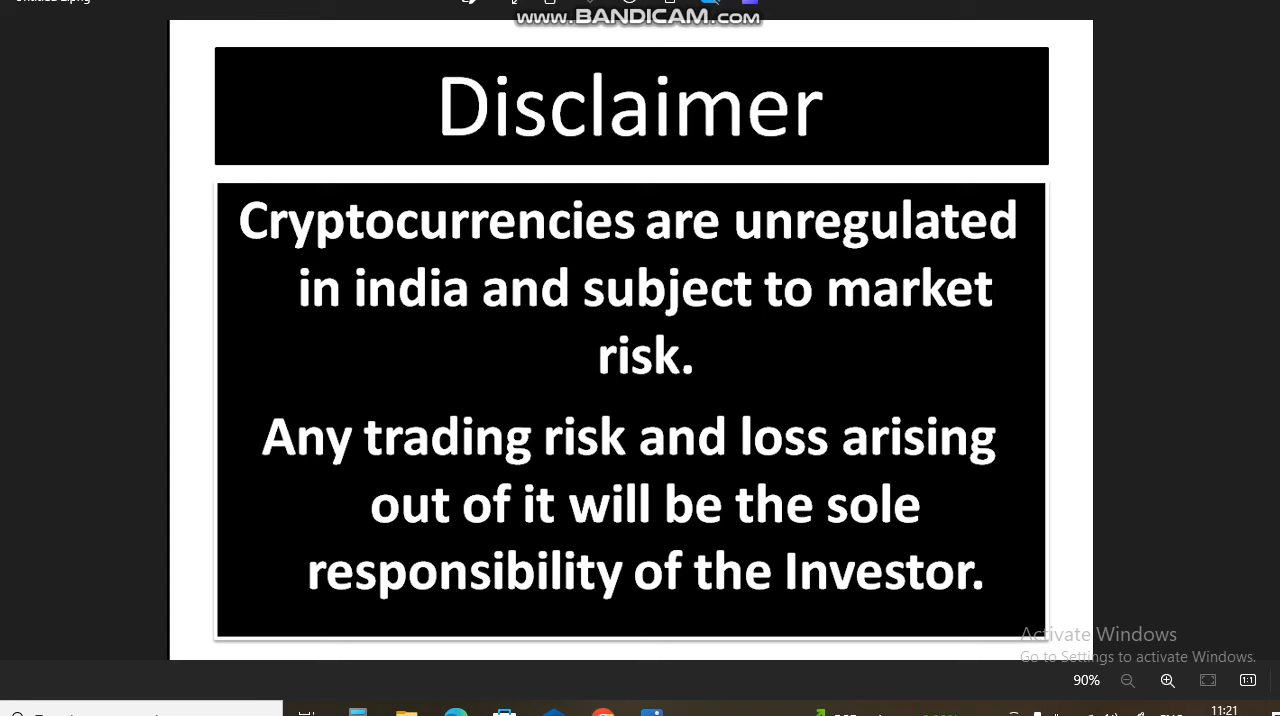 www.BANDICAM.com
Disclaimer
Cryptocurrencies are unregulated
in india and subject to market
risk.
Any trading risk and loss arising
out of it will be the sole
responsibility of the Investor.
Activate Windows
Go to Settings to activate Windows.
90%
1:1
11:21